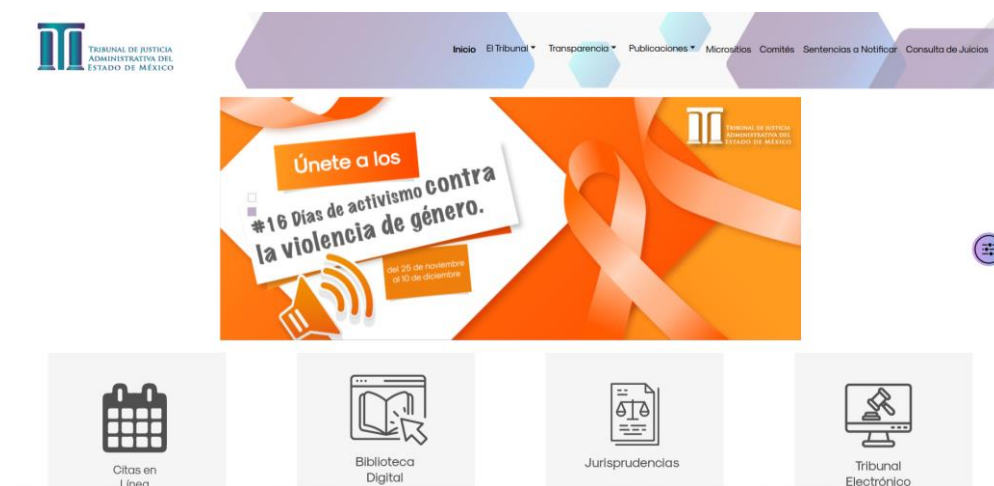 TRIBUNAL DE JUSTICIA
ADMINISTRATIVA DEL
ESTADO DE MÉXICO
Inicio El Tribunal Transparencia Publicaciones Micrositios Comités Sentencias a Notificar Consulta de Juicios
TRIBUNAL DE JUSTICIA
ADMINISTRATIVA DEL
ESTADO DE MÉXICO
Únete a los
#16 Días de activismo contra
la violencia de género.
del 25 de noviembre
al 10 de diciembre
Citas en
Línea
Biblioteca
Digital
Jurisprudencias
Tribunal
Electrónico